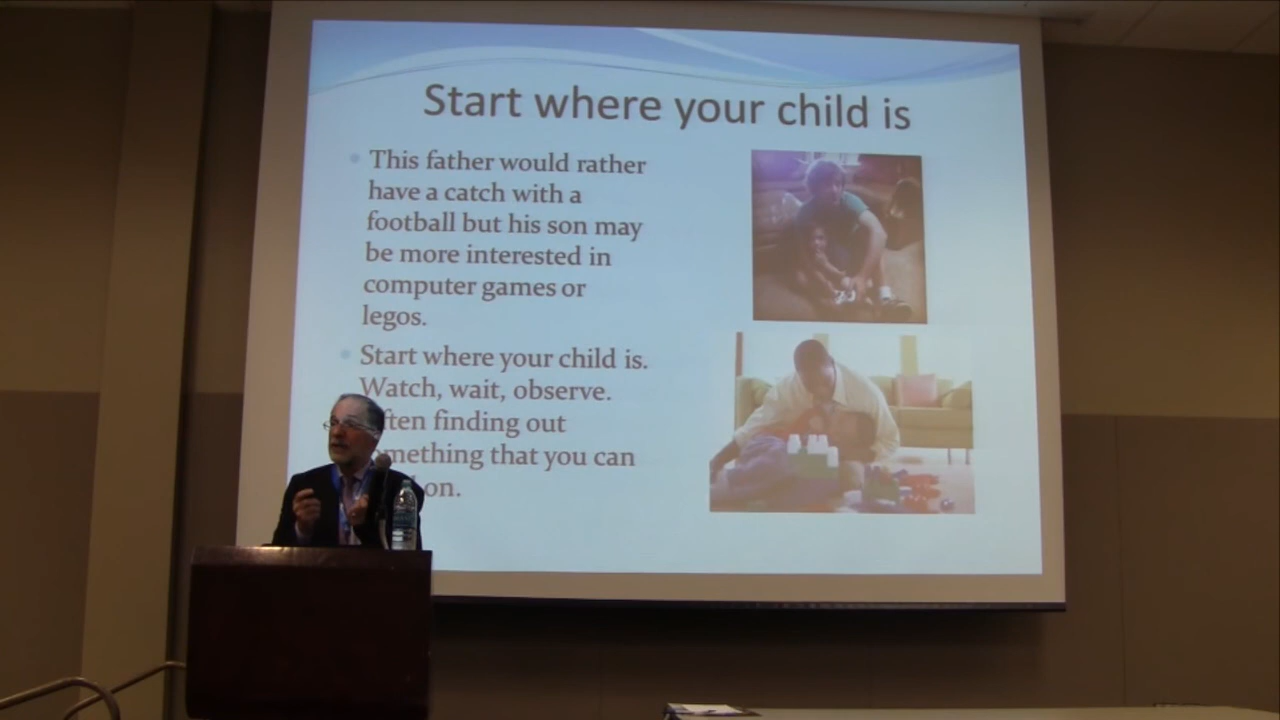 Start where your child is
This father would rather
have a catch with a
football but his son may
be more interested in
computer games or
legos.
Start where your child is.
Watch, wait, observe.
finding out
that you can
on.